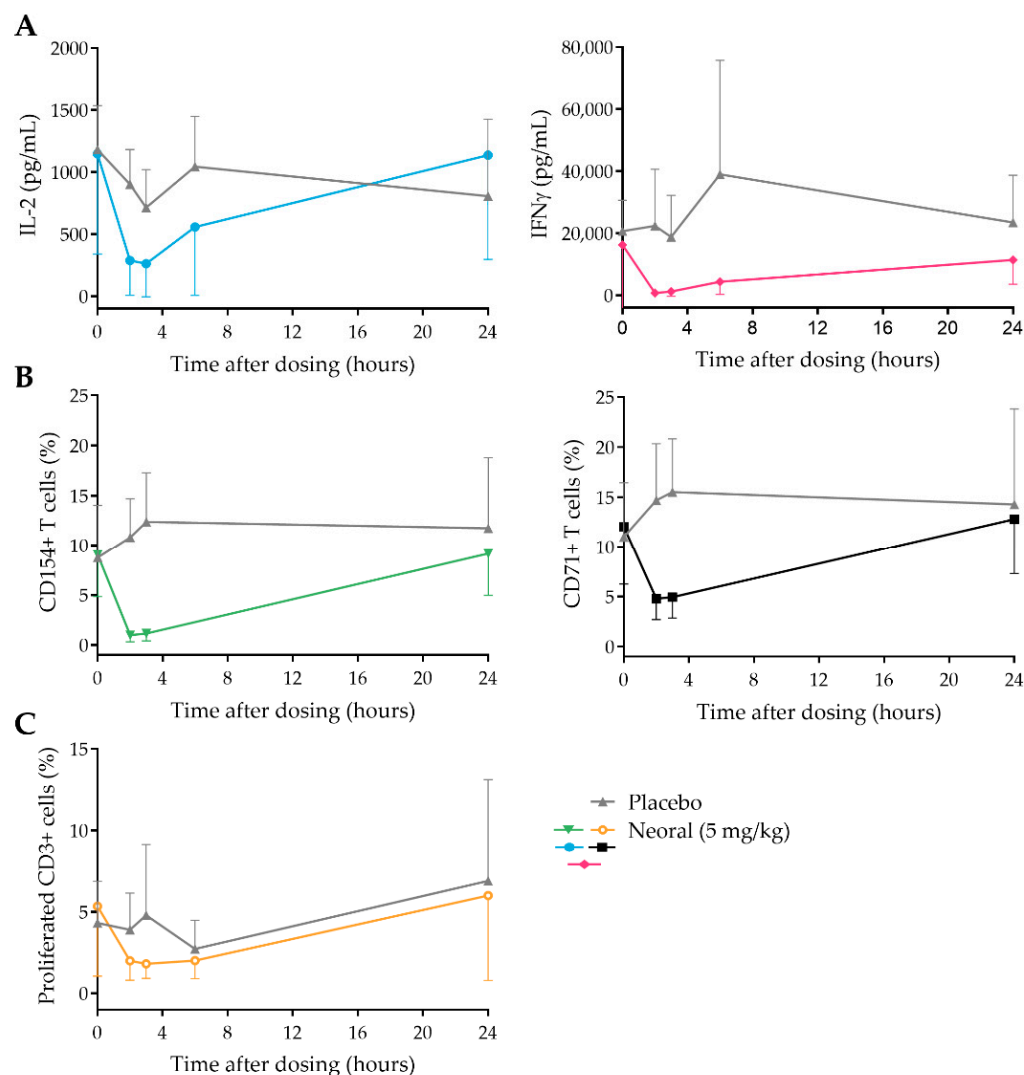 A
IL-2 (pg/mL)
2000
1500
1000
500
0
0 4 8 12 16 20 24
Time after dosing (hours)
IFNγ (pg/mL)
80,000
60,000
40,000
20,000
0
0 4 8 12 16 20 24
Time after dosing (hours)
B
CD154+ T cells (%)
25
20
15
10
5
0
0 4 8 12 16 20 24
Time after dosing (hours)
CD71+ T cells (%)
25
20
15
10
5
0
0 4 8 12 16 20 24
Time after dosing (hours)
C
Proliferated CD3+ cells (%)
15
10
5
0
0 4 8 12 16 20 24
Time after dosing (hours)
Placebo
Neoral (5 mg/kg)